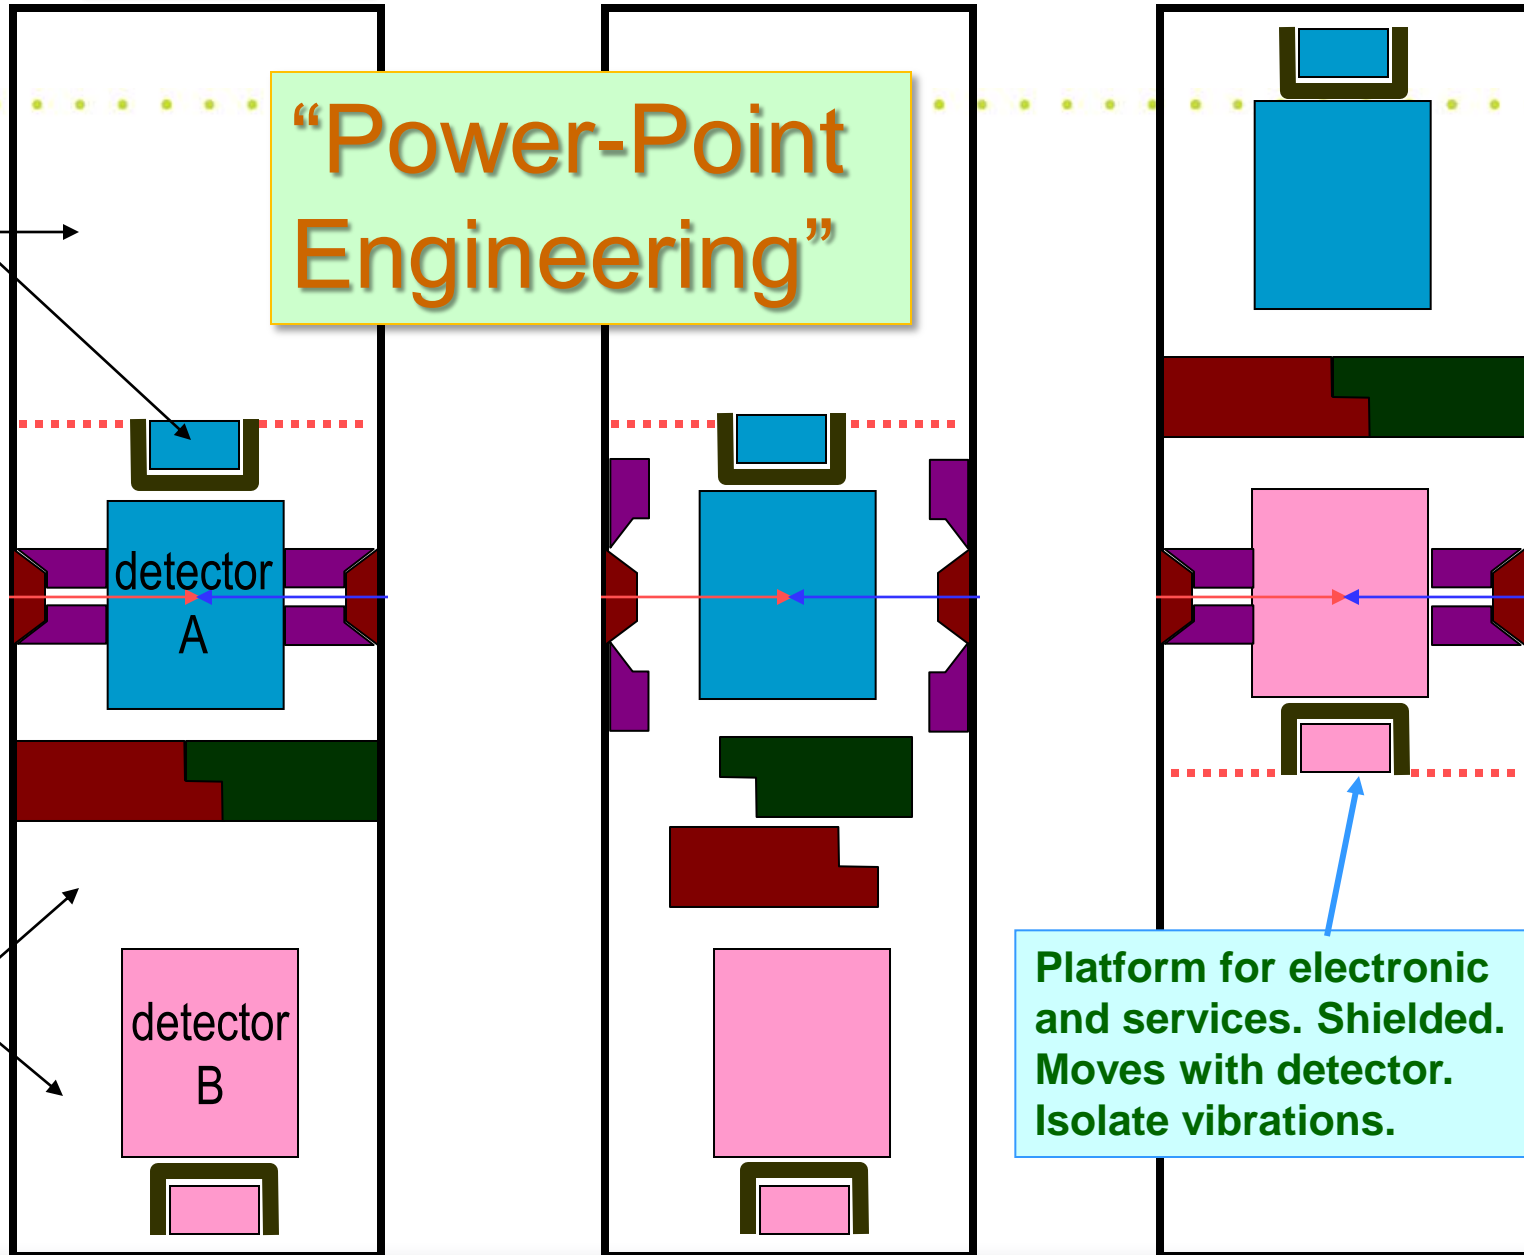 “Power-Point
Engineering”
detector
A
detector
B
Platform for electronic
and services. Shielded.
Moves with detector.
Isolate vibrations.